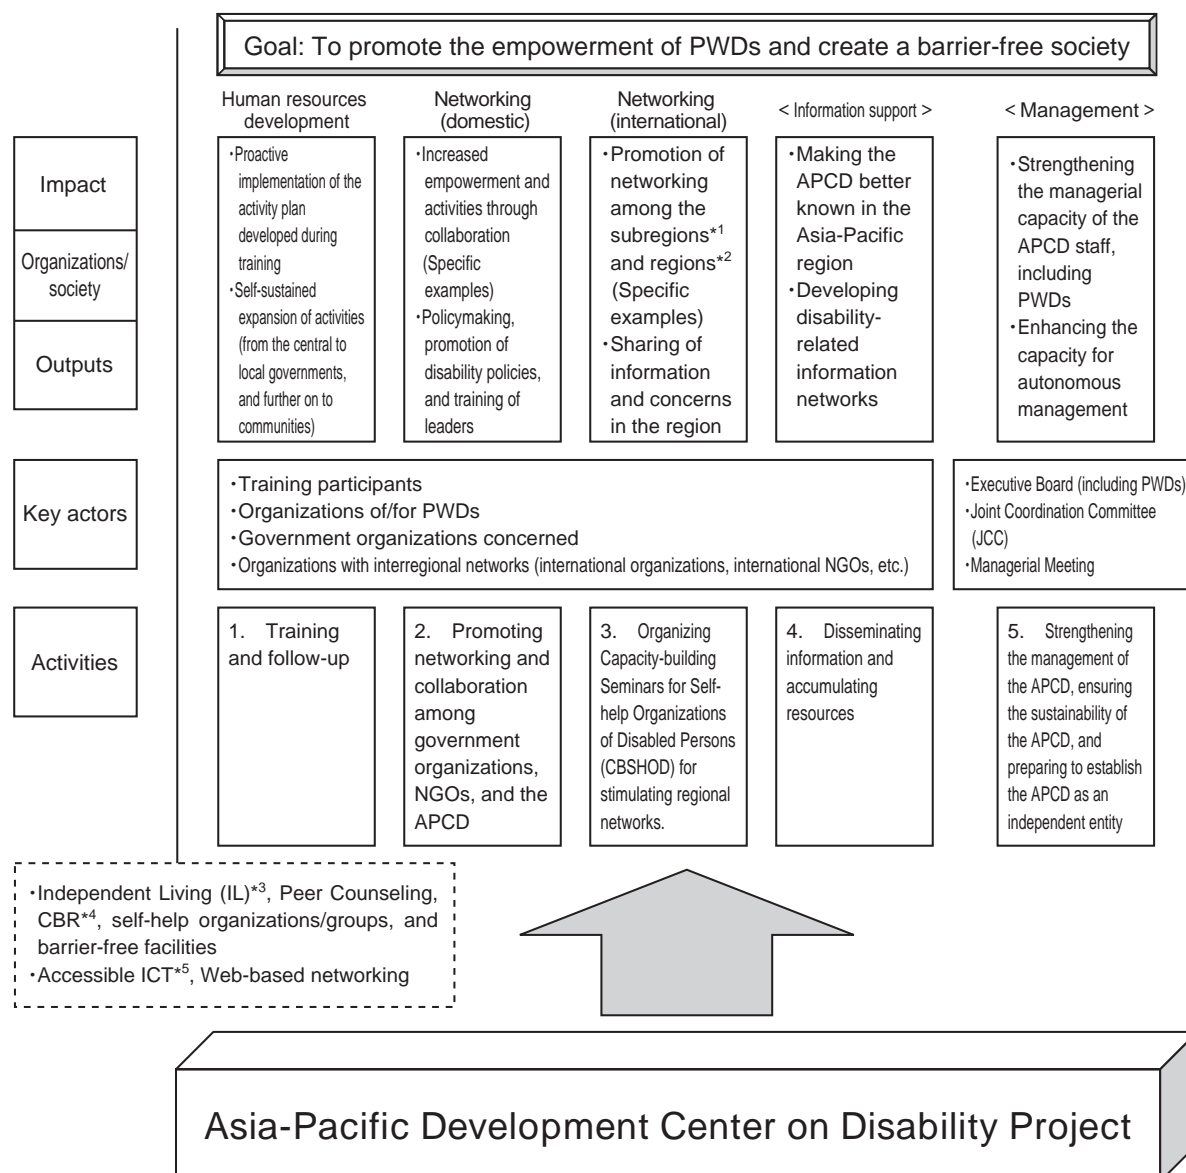 Goal: To promote the empowerment of PWDs and create a barrier-free society
Human resources
development
Networking
(domestic)
Networking
(international)
< Information support >
< Management >
Impact
Organizations/
society
Outputs
・Proactive
implementation of the
activity plan
developed during
training
・Self-sustained
expansion of activities
(from the central to
local governments,
and further on to
communities)
・Increased
empowerment and
activities through
collaboration
(Specific
examples)
・Policymaking,
promotion of
disability policies,
and training of
leaders
・Promotion of
networking
among the
subregions*1
and regions*2
(Specific
examples)
・Sharing of
information
and concerns
in the region
・Making the
APCD better
known in the
Asia-Pacific
region
・Developing
disability-
related
information
networks
・Strengthening
the managerial
capacity of the
APCD staff,
including
PWDs
・Enhancing the
capacity for
autonomous
management
Key actors
・Training participants
・Organizations of/for PWDs
・Government organizations concerned
・Organizations with interregional networks (international organizations, international NGOs, etc.)
・Executive Board (including PWDs)
・Joint Coordination Committee
(JCC)
・Managerial Meeting
Activities
1. Training
and follow-up
2. Promoting
networking and
collaboration
among
government
organizations,
NGOs, and the
APCD
3. Organizing
Capacity-building
Seminars for Self-
help Organizations
of Disabled Persons
(CBSHOD) for
stimulating regional
networks.
4. Disseminating
information and
accumulating
resources
5. Strengthening
the management of
the APCD, ensuring
the sustainability of
the APCD, and
preparing to establish
the APCD as an
independent entity
・Independent Living (IL)*3, Peer Counseling,
CBR*4, self-help organizations/groups, and
barrier-free facilities
・Accessible ICT*5, Web-based networking
Asia-Pacific Development Center on Disability Project